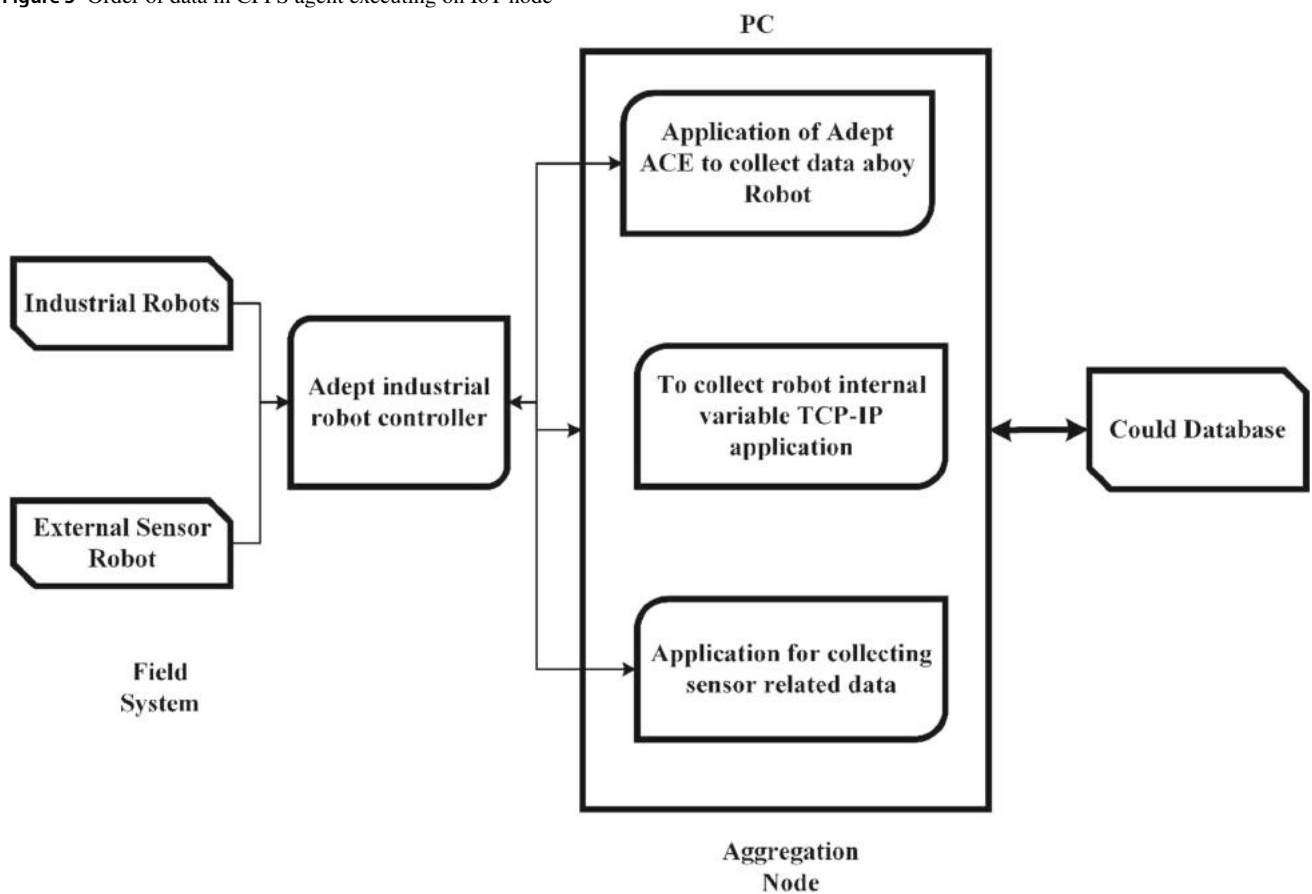 Figure 5 Order of data in CPPS agent executing on IoT node
PC
Application of Adept
ACE to collect data aboy
Robot
Industrial Robots
Adept industrial
robot controller
To collect robot internal
variable TCP-IP
application
Could Database
External Sensor
Robot
Application for collecting
sensor related data
Field
System
Aggregation
Node